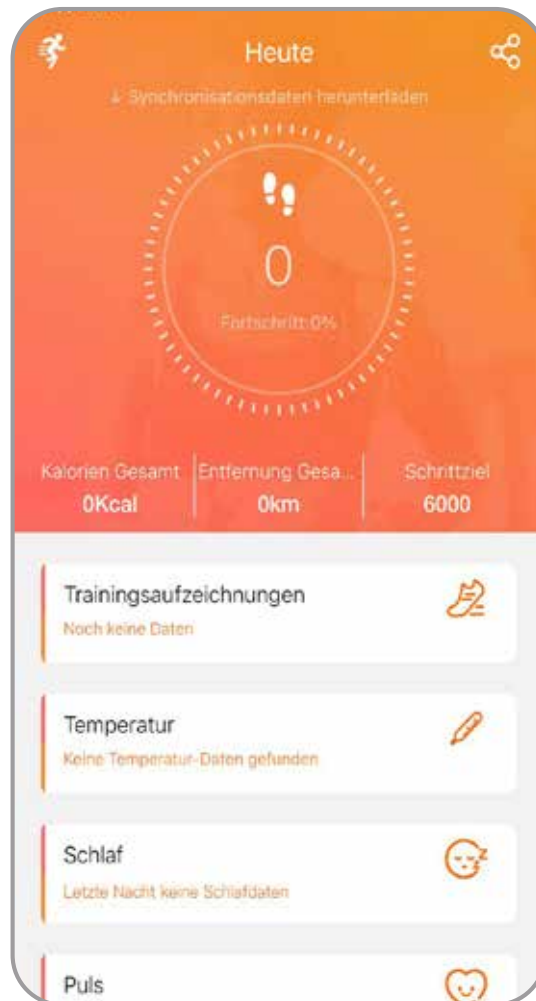 Heute
↓ Synchronisationsdaten herunterladen
0
Fortschritt:0%
Kalorien Gesamt Entfernung Gesa... Schrittziel
0Kcal 0km 6000
Trainingsaufzeichnungen
Noch keine Daten
Temperatur
Keine Temperatur-Daten gefunden
Schlaf
Letzte Nacht keine Schlafdaten
Puls